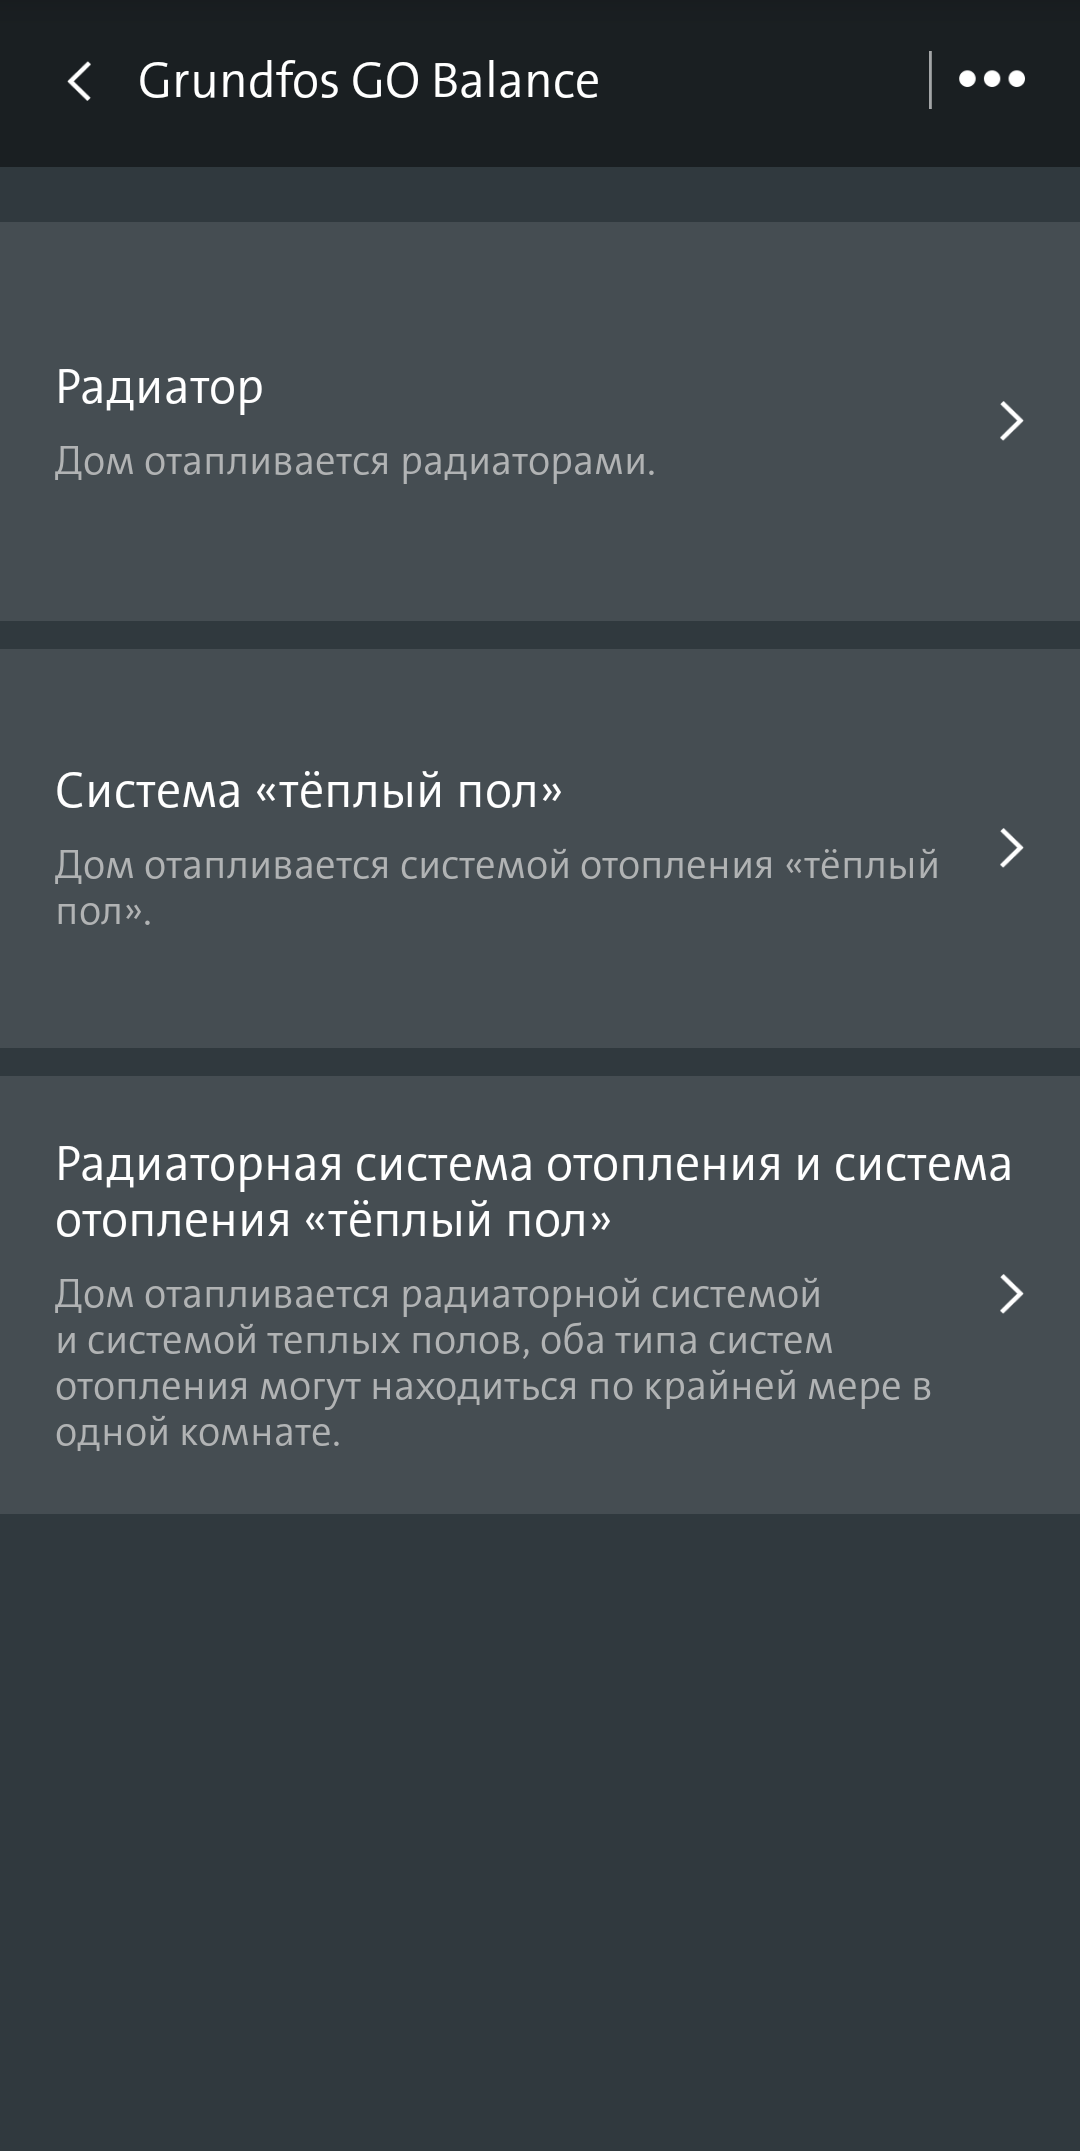 Grundfos GO Balance
Радиатор
Дом отапливается радиаторами.
Система «тёплый пол»
Дом отапливается системой отопления «тёплый
пол».
Радиаторная система отопления и система
отопления «тёплый пол»
Дом отапливается радиаторной системой
и системой теплых полов, оба типа систем
отопления могут находиться по крайней мере в
одной комнате.